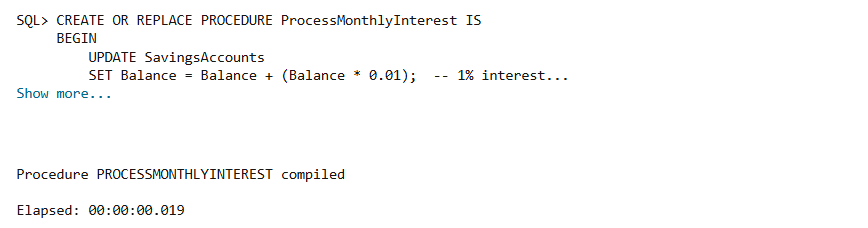 SQL> CREATE OR REPLACE PROCEDURE ProcessMonthlyInterest IS
BEGIN
UPDATE SavingsAccounts
SET Balance = Balance + (Balance * 0.01);  -- 1% interest...
Show more...
Procedure PROCESSMONTHLYINTEREST compiled
Elapsed: 00:00:00.019